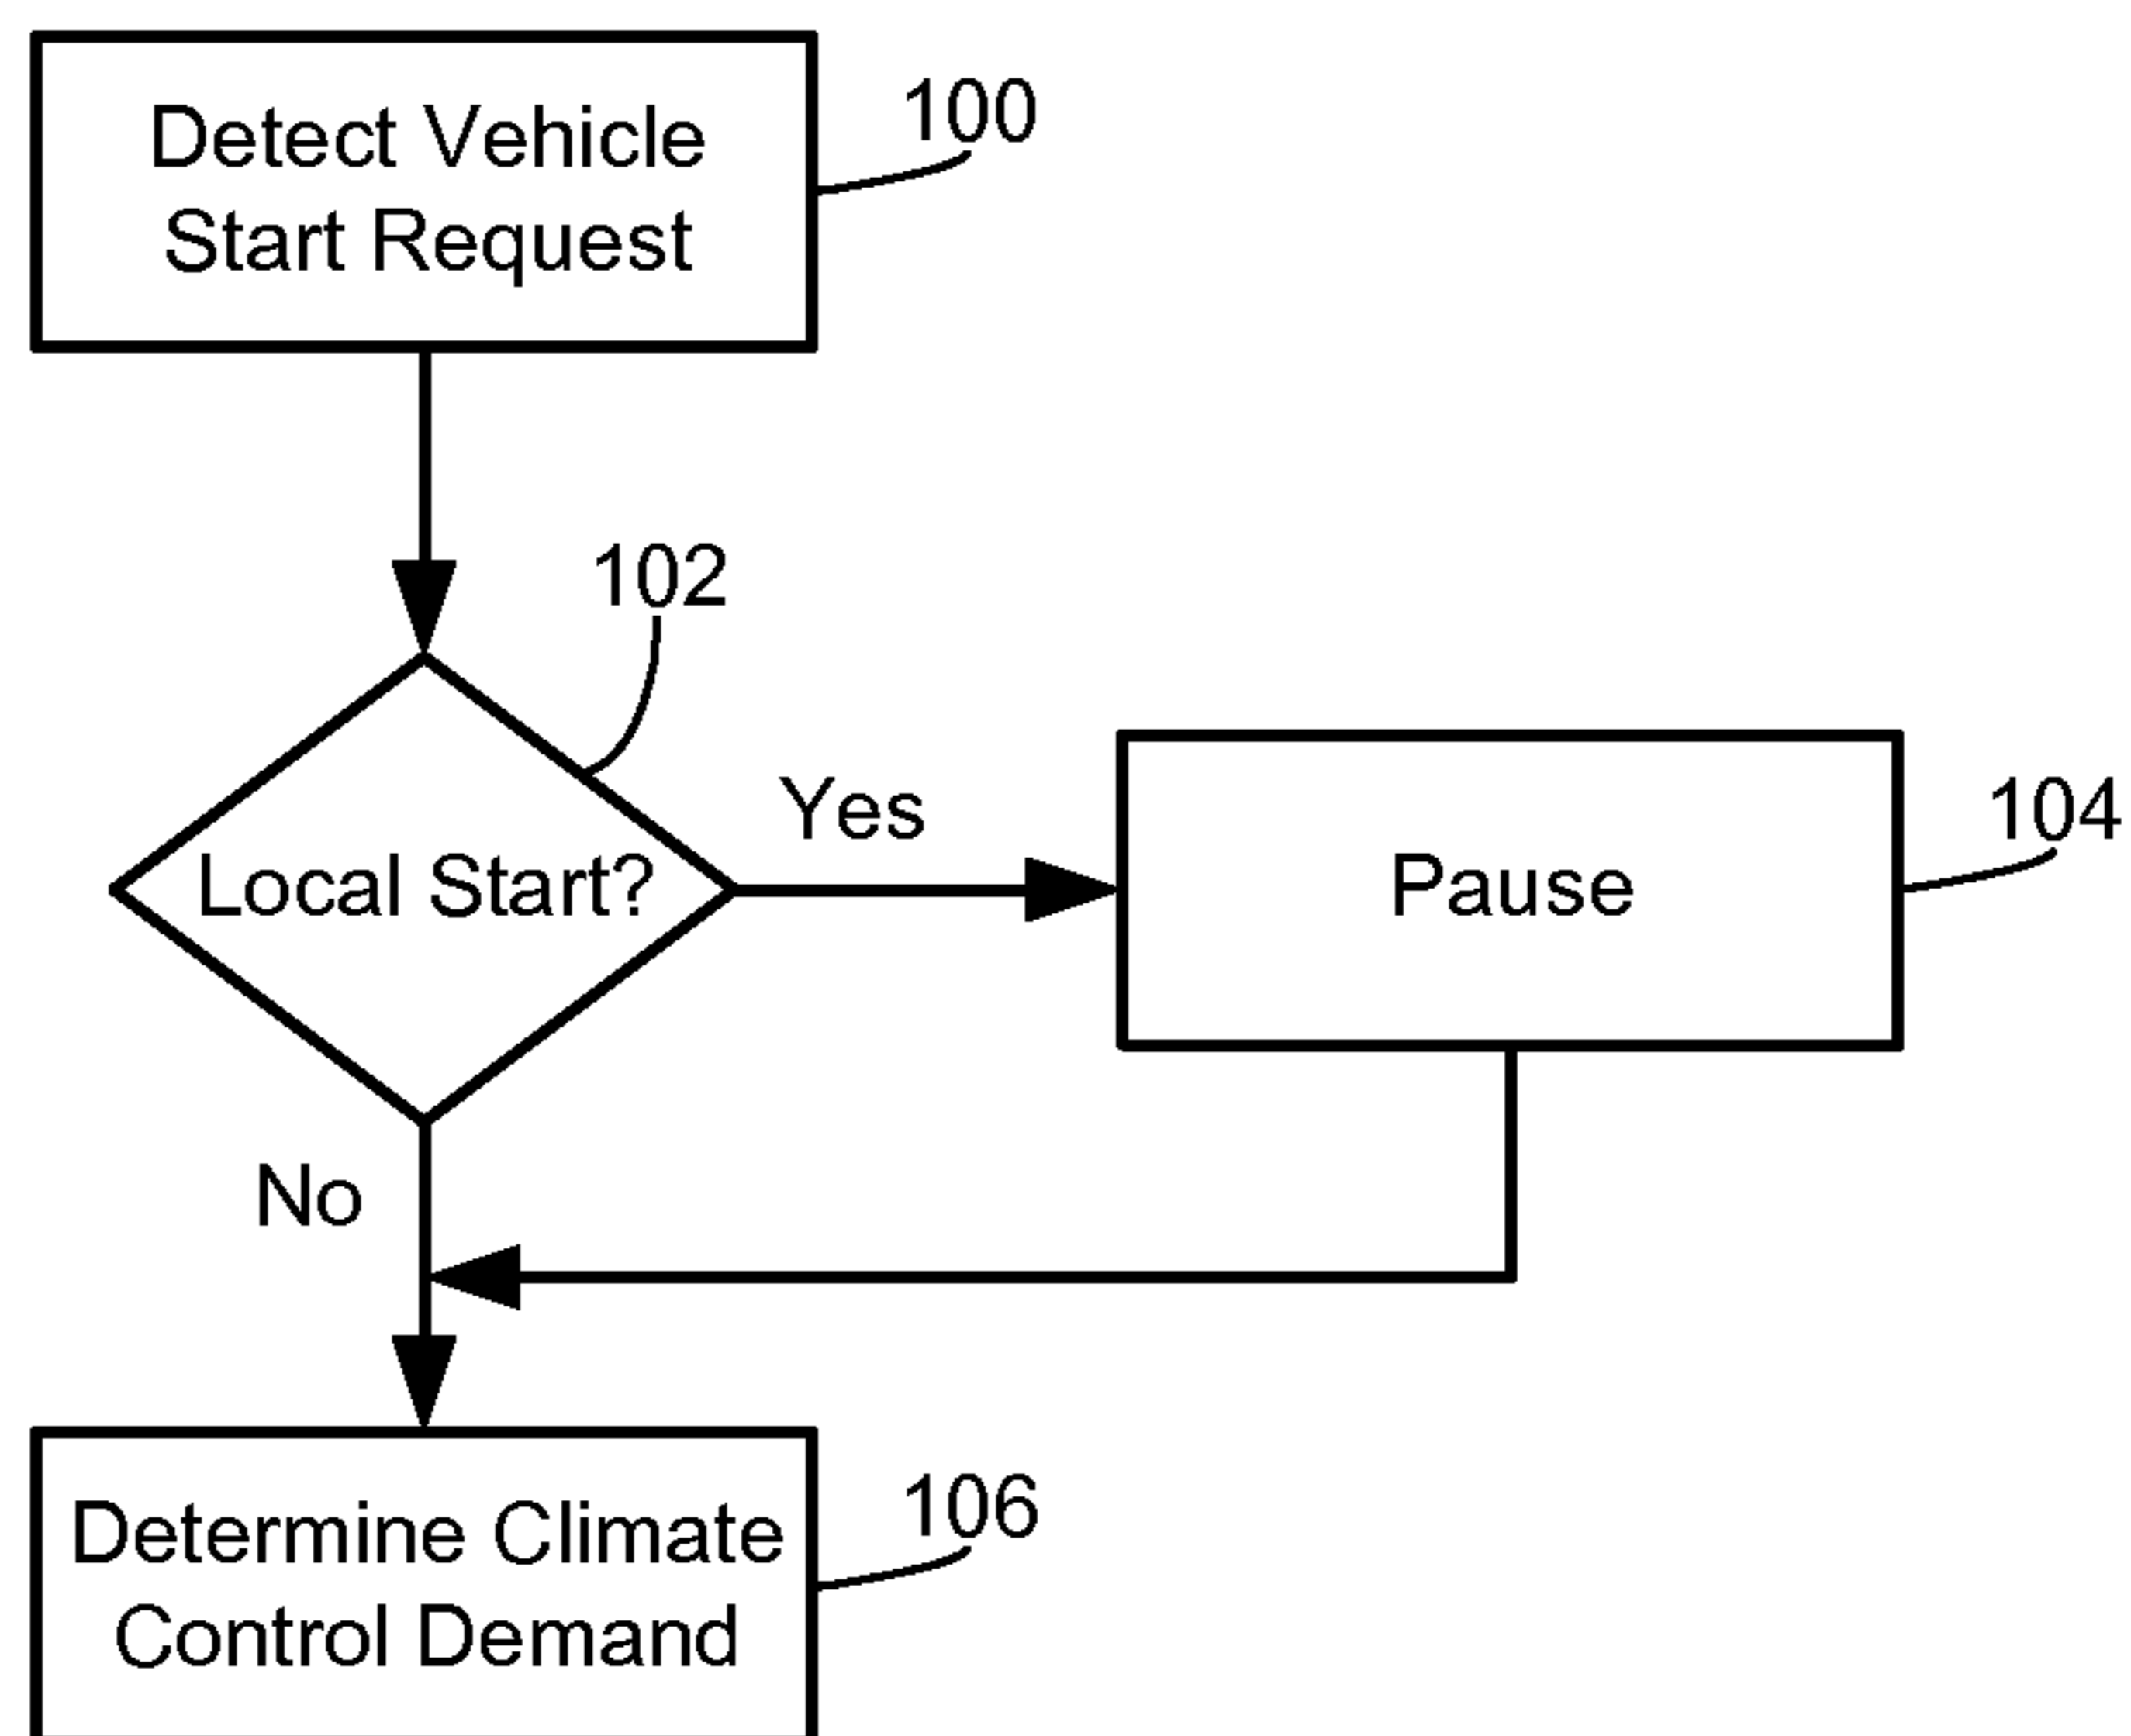 Detect Vehicle
Start Request
100
102
Local Start?
Yes
Pause
104
No
Determine Climate
Control Demand
106